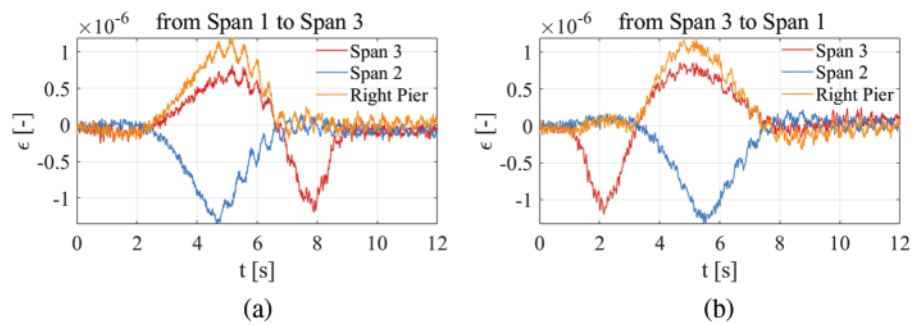 ×10⁻⁶ from Span 1 to Span 3
1
0.5
0
-0.5
-1
ϵ [-]
Span 3
Span 2
Right Pier
0 2 4 6 8 10 12
t [s]
(a)
×10⁻⁶ from Span 3 to Span 1
1
0.5
0
-0.5
-1
ϵ [-]
Span 3
Span 2
Right Pier
0 2 4 6 8 10 12
t [s]
(b)